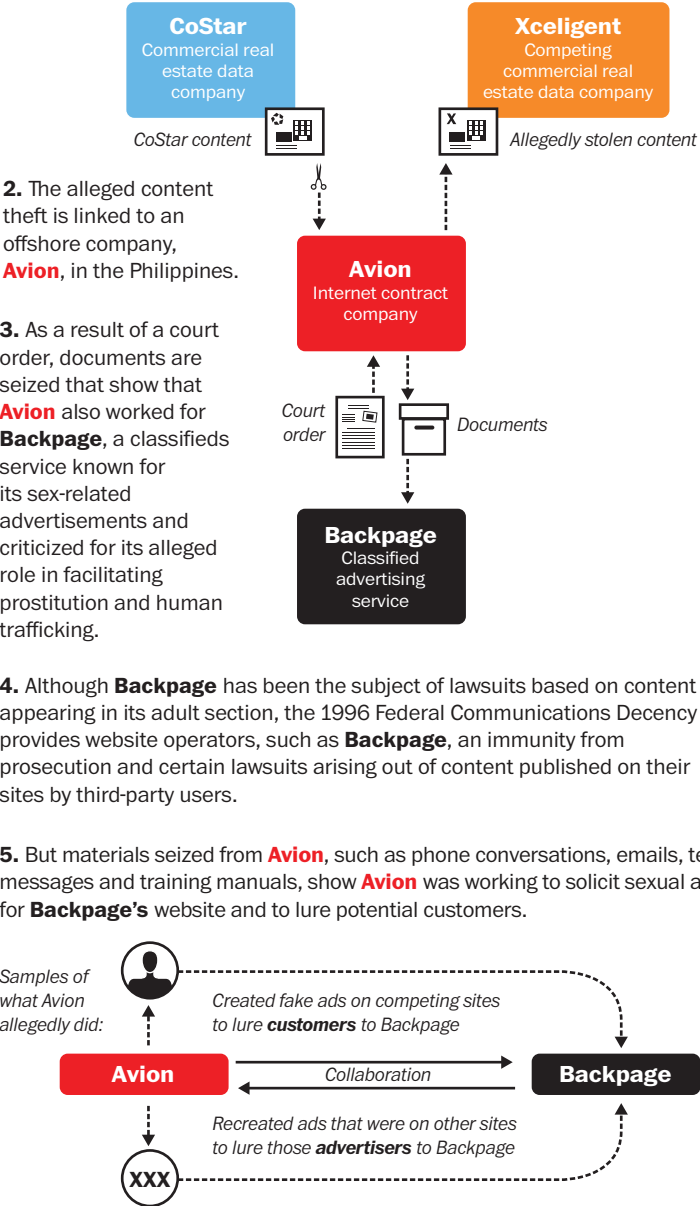 CoStar
Commercial real
estate data
company
Xceligent
Competing
commercial real
estate data company
CoStar content
X
Allegedly stolen content
2. The alleged content
theft is linked to an
offshore company,
Avion, in the Philippines.
Avion
Internet contract
company
3. As a result of a court
order, documents are
seized that show that
Avion also worked for
Backpage, a classifieds
service known for
its sex-related
advertisements and
criticized for its alleged
role in facilitating
prostitution and human
trafficking.
Court
order
Documents
Backpage
Classified
advertising
service
4. Although Backpage has been the subject of lawsuits based on content
appearing in its adult section, the 1996 Federal Communications Decency
provides website operators, such as Backpage, an immunity from
prosecution and certain lawsuits arising out of content published on their
sites by third-party users.
5. But materials seized from Avion, such as phone conversations, emails,
messages and training manuals, show Avion was working to solicit sexual
for Backpage's website and to lure potential customers.
Samples of
what Avion
allegedly did:
Created fake ads on competing sites
to lure customers to Backpage
Avion
Collaboration
Backpage
Recreated ads that were on other sites
to lure those advertisers to Backpage
XXX